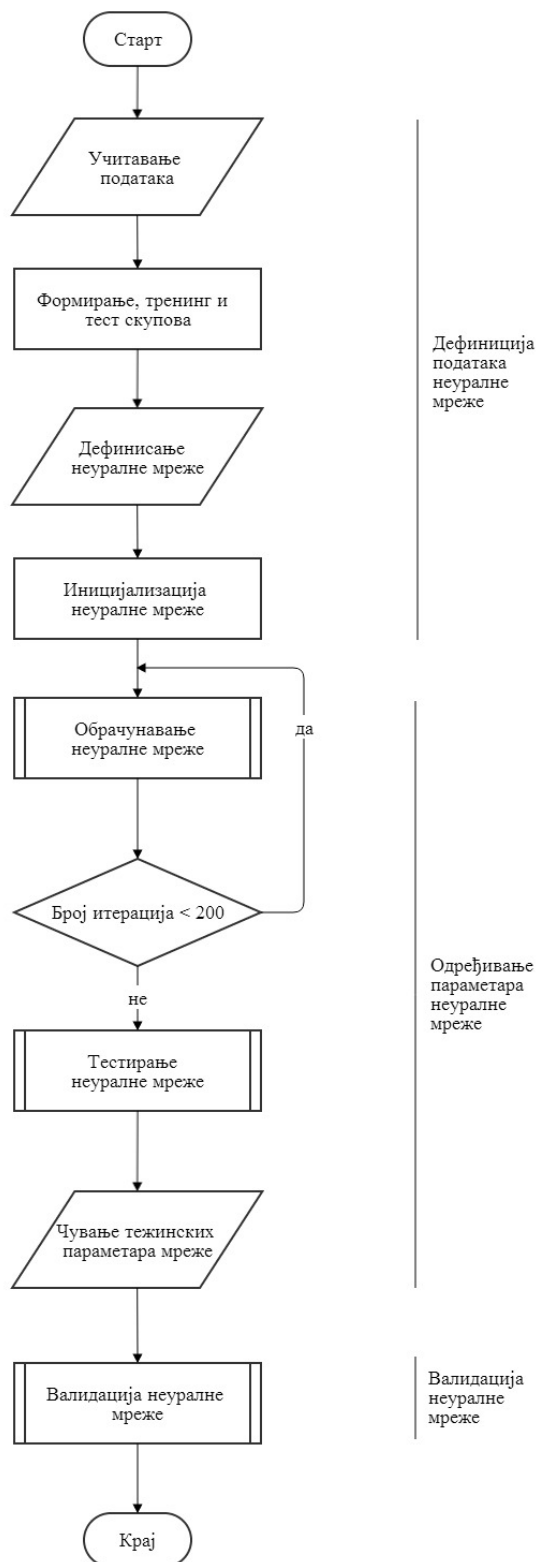 Старт
Учитавање
података
Формирање, тренинг и
тест скупова
Дефинисање
неуралне мреже
Иницијализација
неуралне мреже
Дефиниција
података
неуралне
мреже
Обрачунавање
неуралне мреже
да
Број итерација < 200
не
Тестирање
неуралне мреже
Чување тежинских
параметара мреже
Одређивање
параметара
неуралне
мреже
Валидација неуралне
мреже
Валидација
неуралне
мреже
Крај